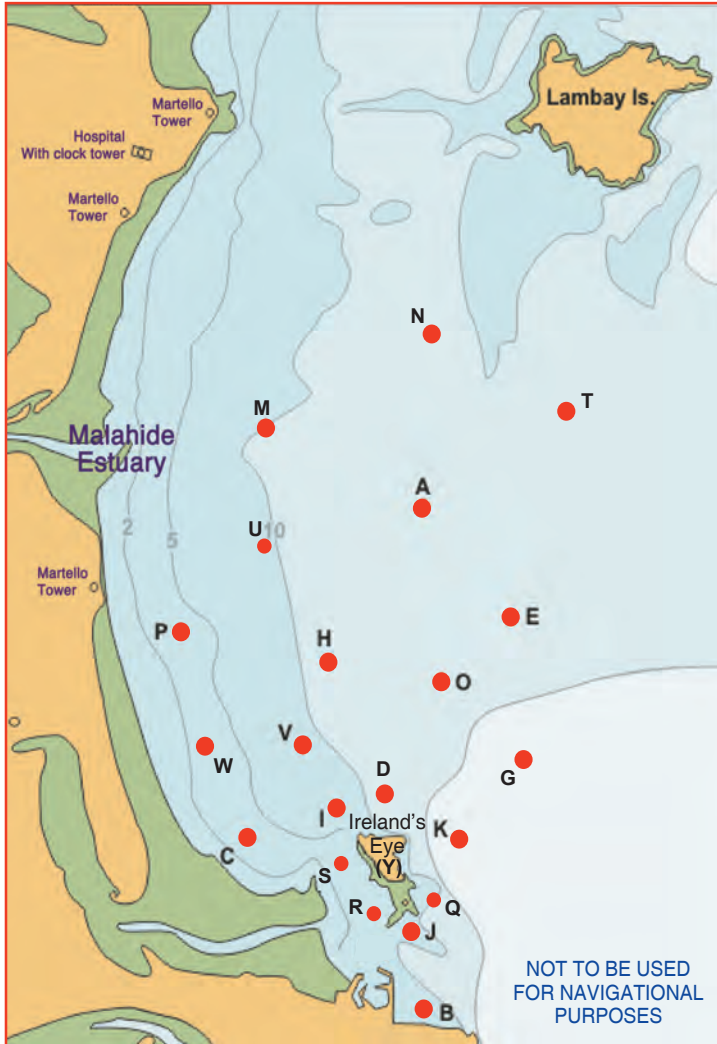 Lambay Is.
Martello
Tower
Hospital
With clock tower
Martello
Tower
N
T
M
Malahide
Estuary
A
2
5
U
10
Martello
Tower
E
P
H
O
V
W
G
D
I
Ireland's
Eye
(Y)
K
C
S
R
Q
J
B
NOT TO BE USED
FOR NAVIGATIONAL
PURPOSES